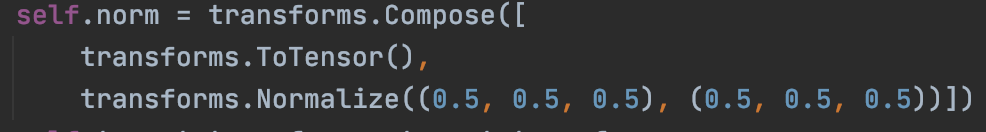 self.norm = transforms.Compose([
transforms.ToTensor(),
transforms.Normalize((0.5, 0.5, 0.5), (0.5, 0.5, 0.5))])